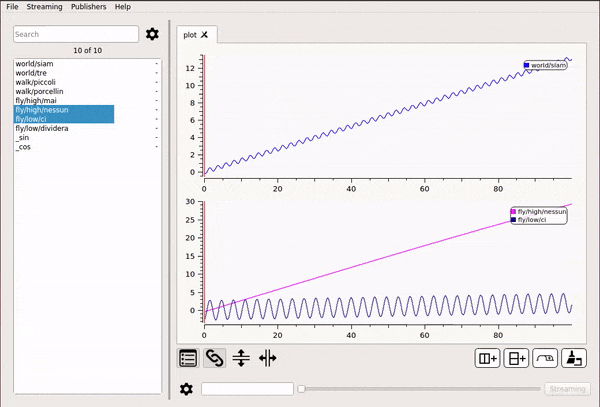 File Streaming Publishers Help
Search
10 of 10
world/siam -
world/tre -
walk/piccoli -
walk/porcellin -
fly/high/mai -
fly/high/nessun -
fly/low/ci -
fly/low/dividera -
_sin -
_cos -
plot
world/siam
12
10
8
6
4
2
0
0 20 40 60 80
fly/high/nessun
fly/low/ci
30
25
20
15
10
5
0
0 20 40 60 80
Streaming